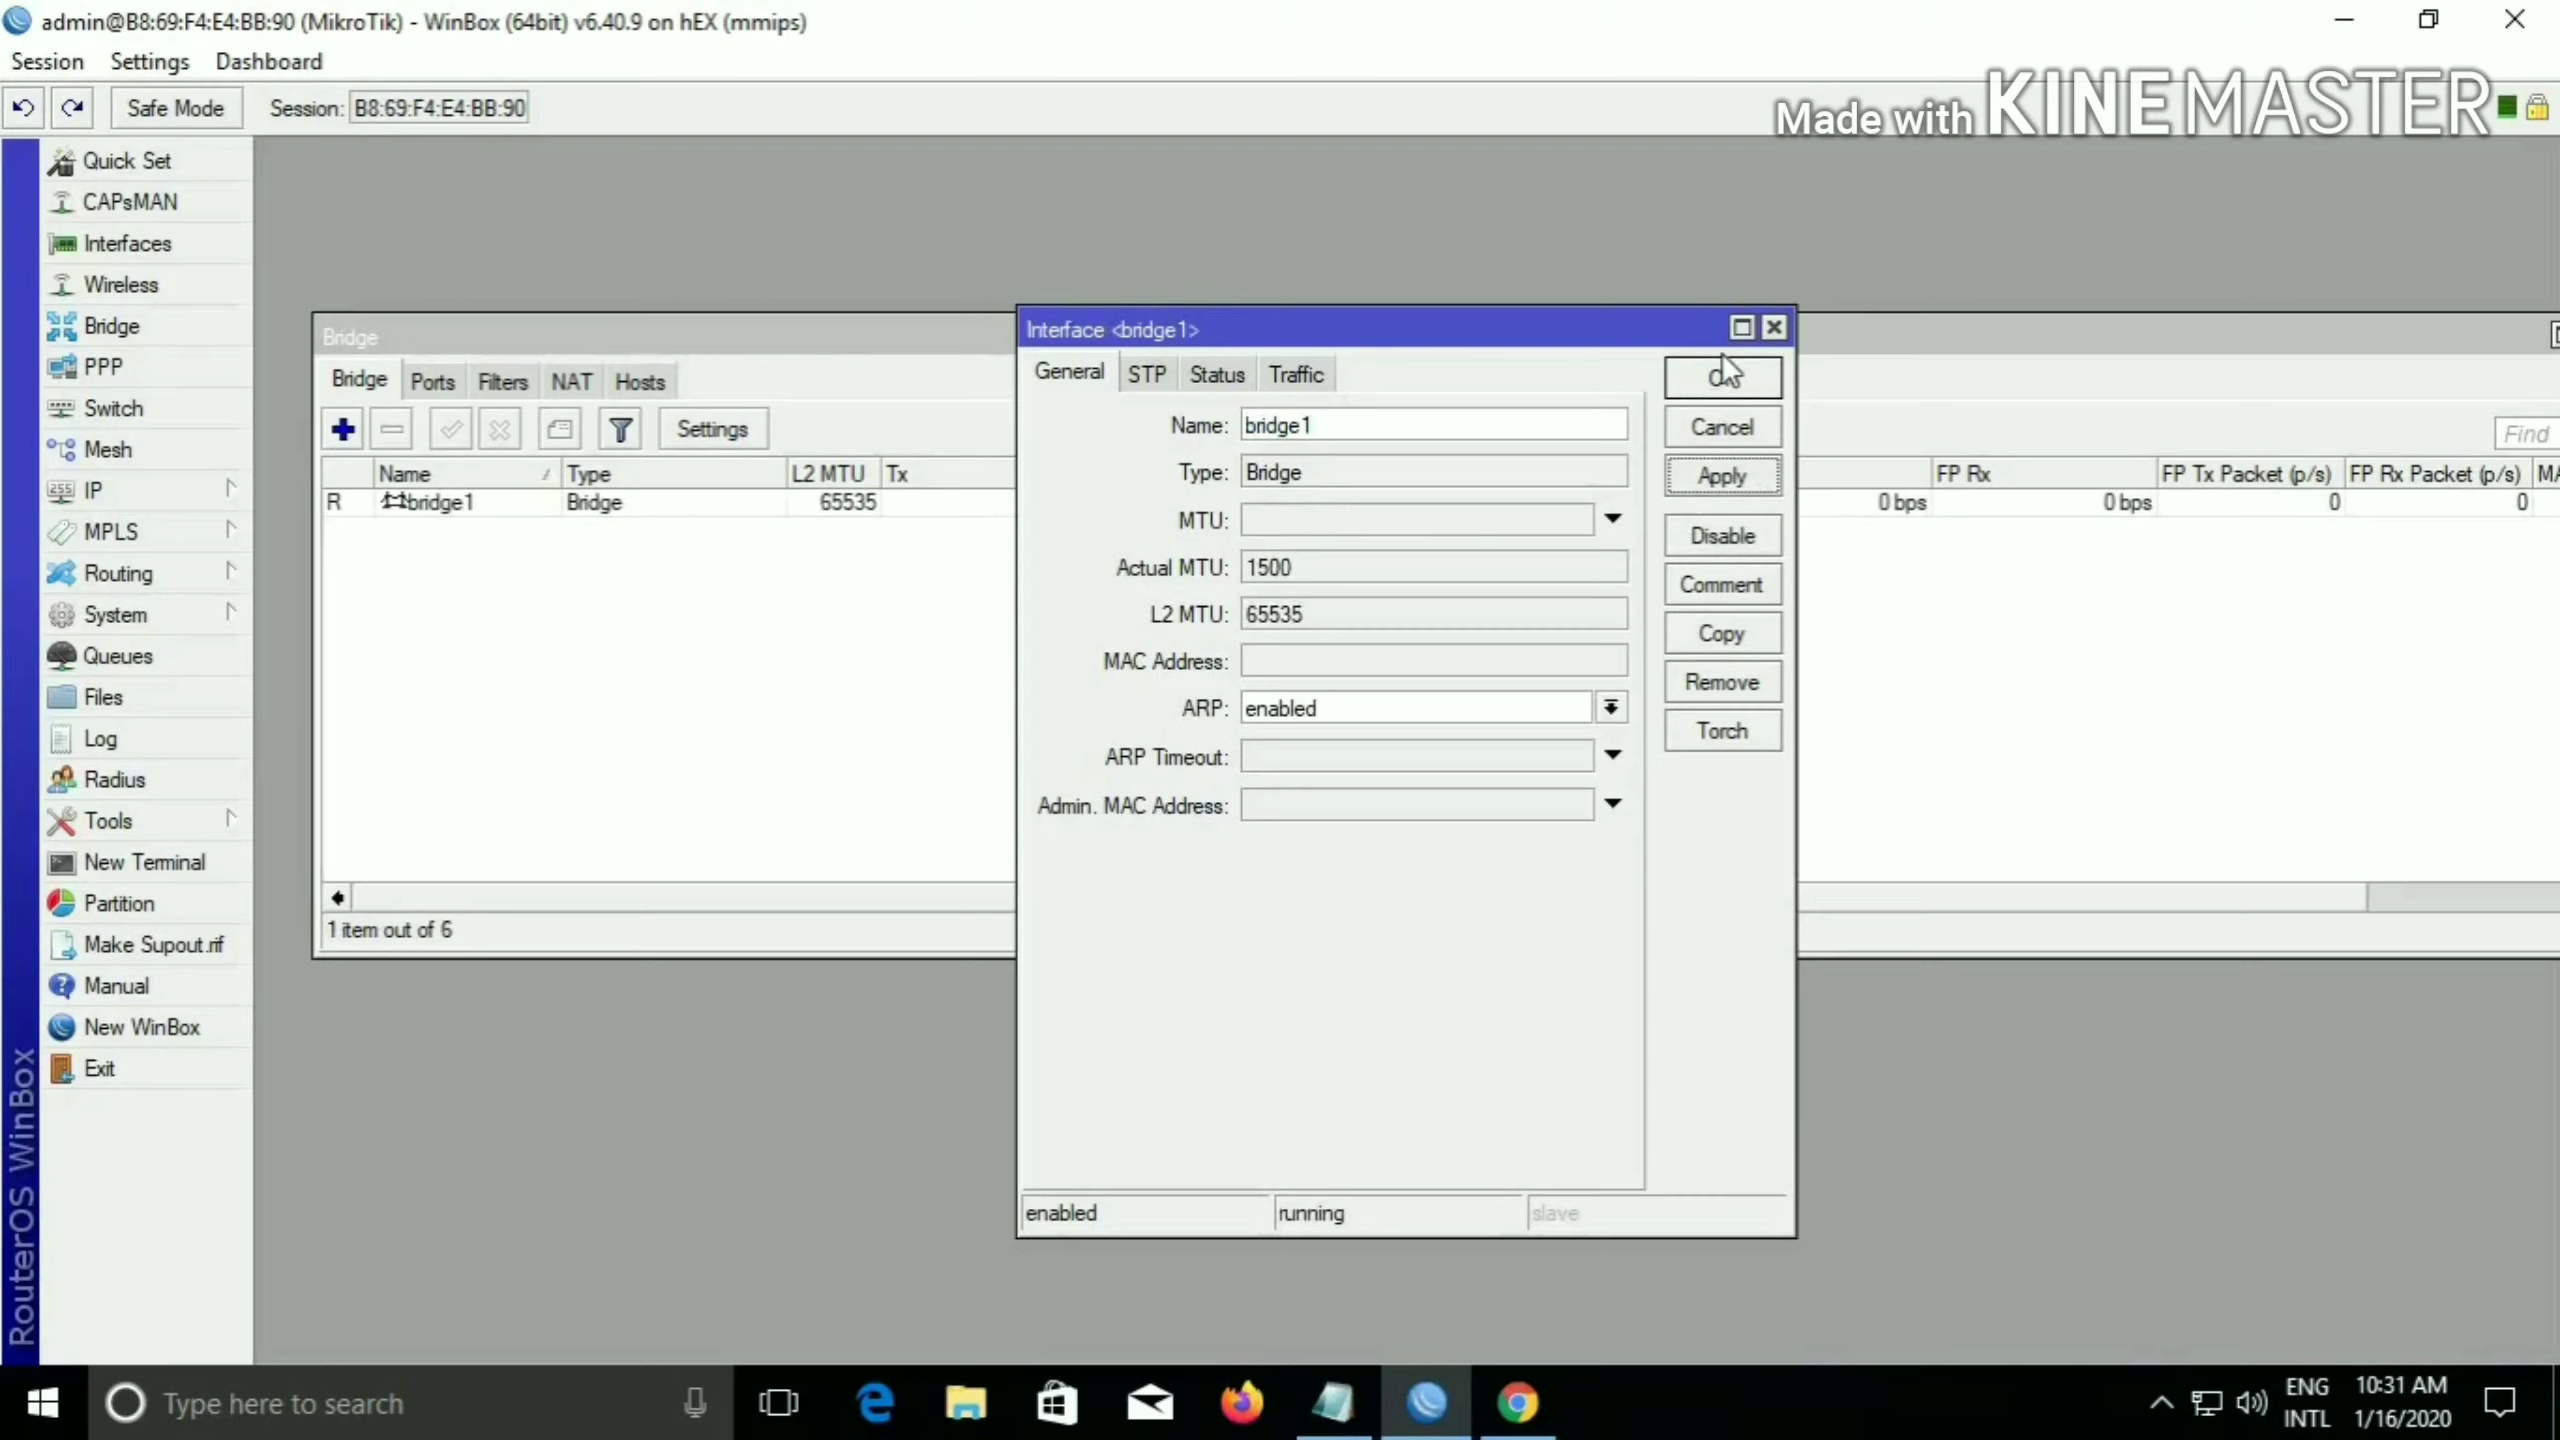 admin@B8:69:F4:E4:BB:90 (MikroTik) - WinBox (64bit) v6.40.9 on hEX (mmips)
Session Settings Dashboard
Safe Mode Session: B8:69:F4:E4:BB:90
Made with KINEMASTER
Quick Set
CAPsMAN
Interfaces
Wireless
Bridge
PPP
Switch
Mesh
IP
MPLS
Routing
System
Queues
Files
Log
Radius
Tools
New Terminal
Partition
Make Supout.rif
Manual
New WinBox
Exit
RouterOS WinBox
Bridge
Bridge Ports Filters NAT Hosts
Settings
Find
Name Type L2 MTU Tx FP Rx FP Tx Packet (p/s) FP Rx Packet (p/s)
R bridge1 Bridge 65535 0 bps 0 bps 0 0
1 item out of 6
Interface <bridge1>
General STP Status Traffic
Name: bridge1
Type: Bridge
MTU:
Actual MTU: 1500
L2 MTU: 65535
MAC Address:
ARP: enabled
ARP Timeout:
Admin. MAC Address:
Cancel
Apply
Disable
Comment
Copy
Remove
Torch
enabled running slave
Type here to search
ENG
INTL
10:31 AM
1/16/2020